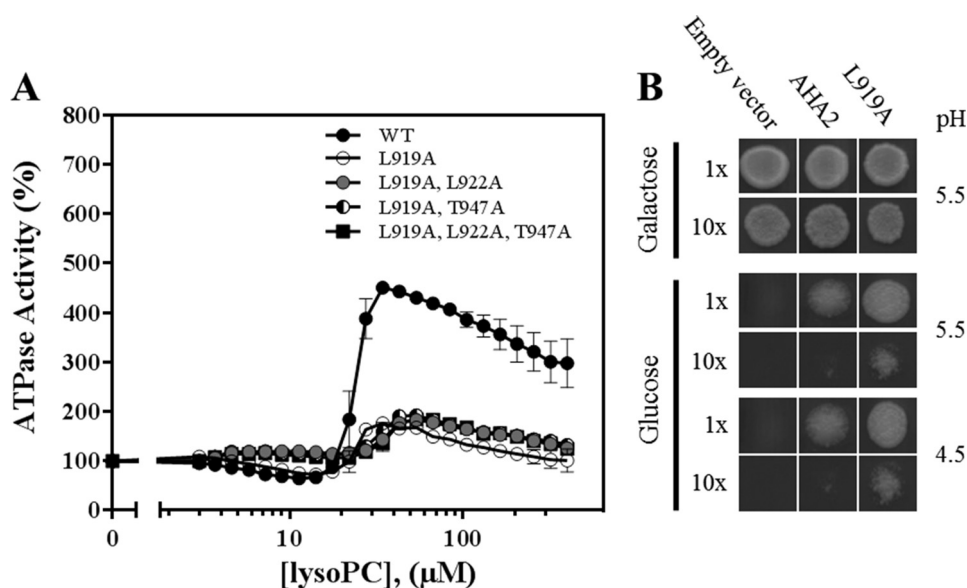 A
ATPase Activity (%)
800
700
600
500
400
300
200
100
0
WT
L919A
L919A, L922A
L919A, T947A
L919A, L922A, T947A
0
10
100
[lysoPC], (μM)
B
Empty vector
AHA2
L919A
pH
Galactose
1x
10x
5.5
Glucose
1x
10x
5.5
1x
10x
4.5